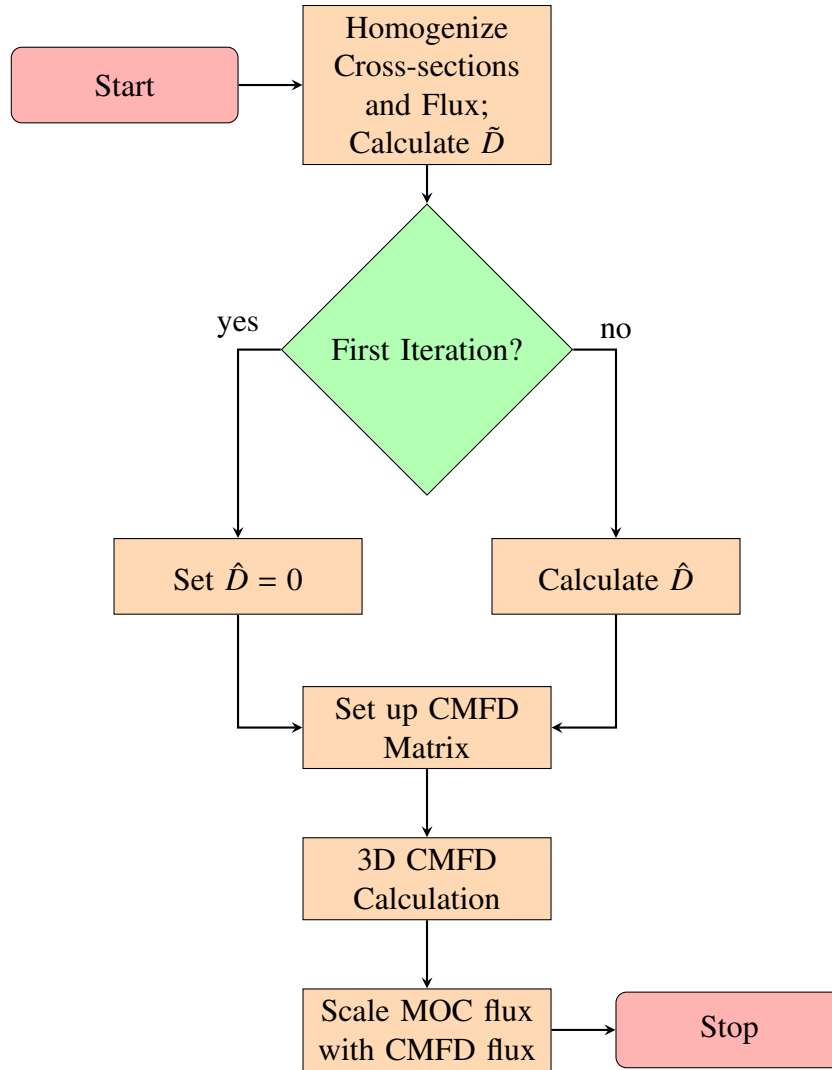 Start
Homogenize
Cross-sections
and Flux;
Calculate D̃
First Iteration?
yes
no
Set D̂ = 0
Calculate D̂
Set up CMFD
Matrix
3D CMFD
Calculation
Scale MOC flux
with CMFD flux
Stop